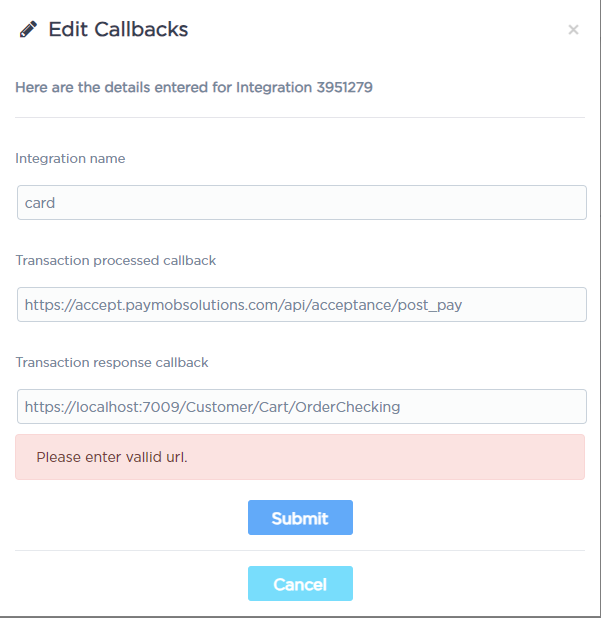 Edit Callbacks
×
Here are the details entered for Integration 3951279
Integration name
card
Transaction processed callback
https://accept.paymobsolutions.com/api/acceptance/post_pay
Transaction response callback
https://localhost:7009/Customer/Cart/OrderChecking
Please enter vallid url.
Submit
Cancel